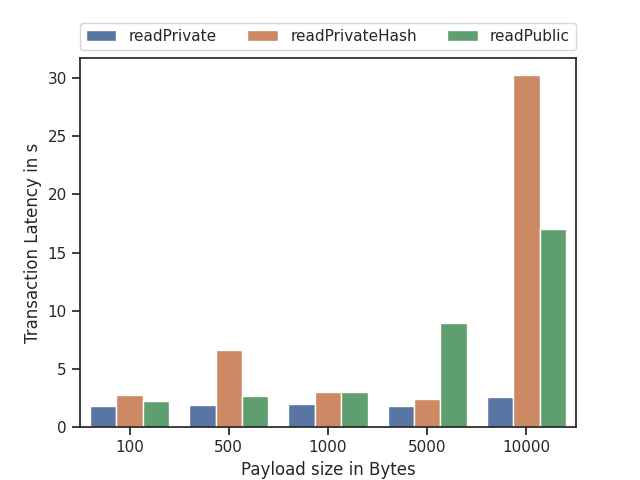 readPrivate readPrivateHash readPublic
Transaction Latency in s
30
25
20
15
10
5
0
100 500 1000 5000 10000
Payload size in Bytes